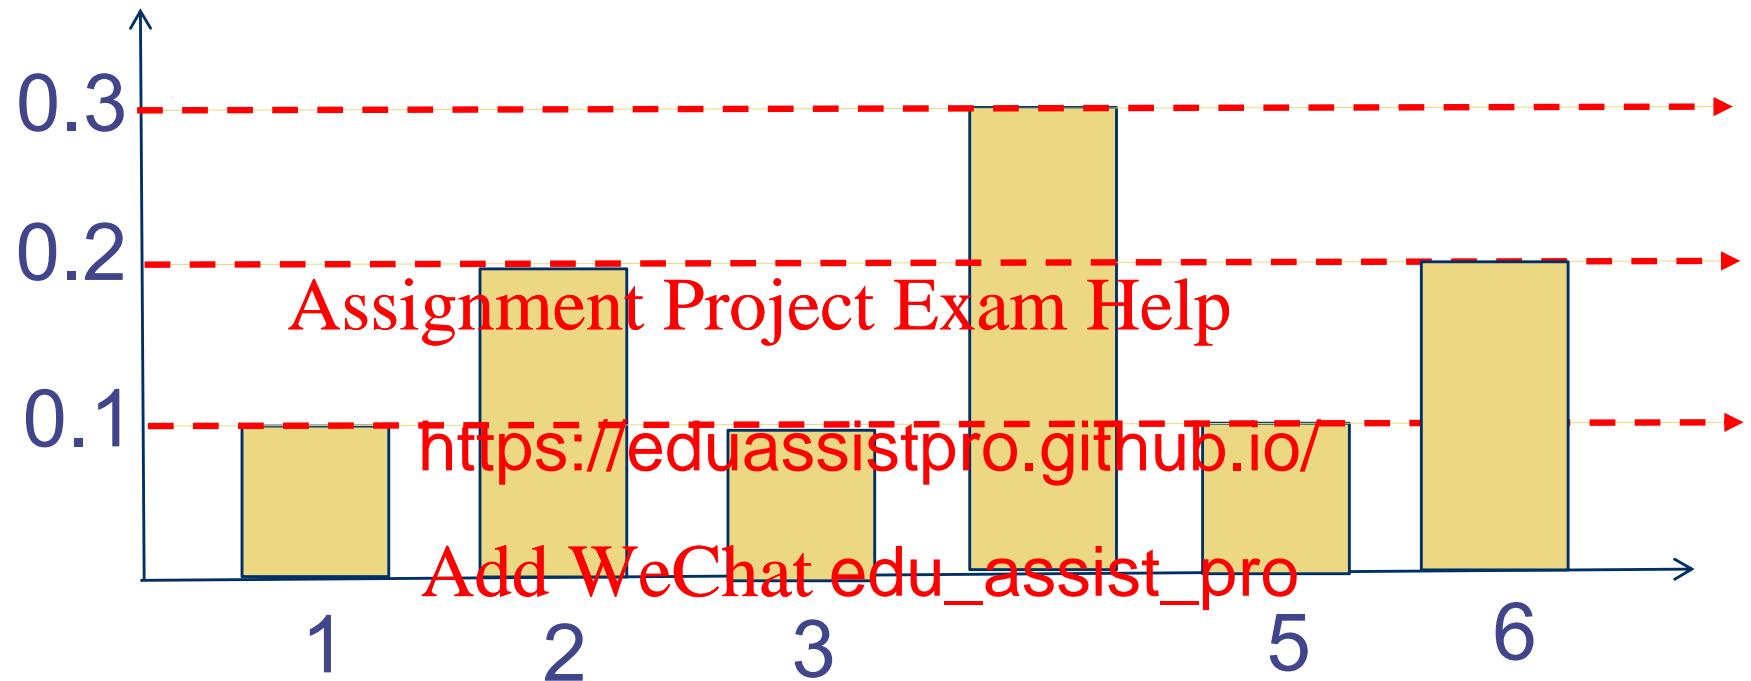 0.3
0.2
Assignment Project Exam Help
0.1
https://eduassistpro.github.io/
Add WeChat edu_assist_pro
1 2 3 5 6